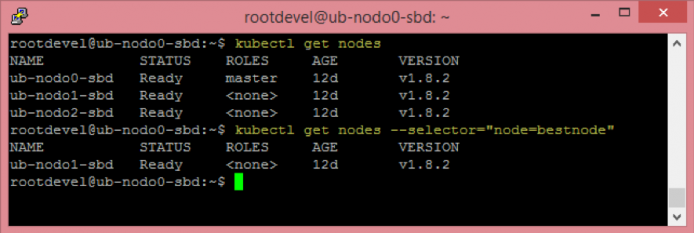 rootdevel@ub-nodo0-sbd: ~
rootdevel@ub-nodo0-sbd:~$ kubectl get nodes
NAME STATUS ROLES AGE VERSION
ub-nodo0-sbd Ready master 12d v1.8.2
ub-nodo1-sbd Ready <none> 12d v1.8.2
ub-nodo2-sbd Ready <none> 12d v1.8.2
rootdevel@ub-nodo0-sbd:~$ kubectl get nodes --selector="node=bestnode"
NAME STATUS ROLES AGE VERSION
ub-nodo1-sbd Ready <none> 12d v1.8.2
rootdevel@ub-nodo0-sbd:~$